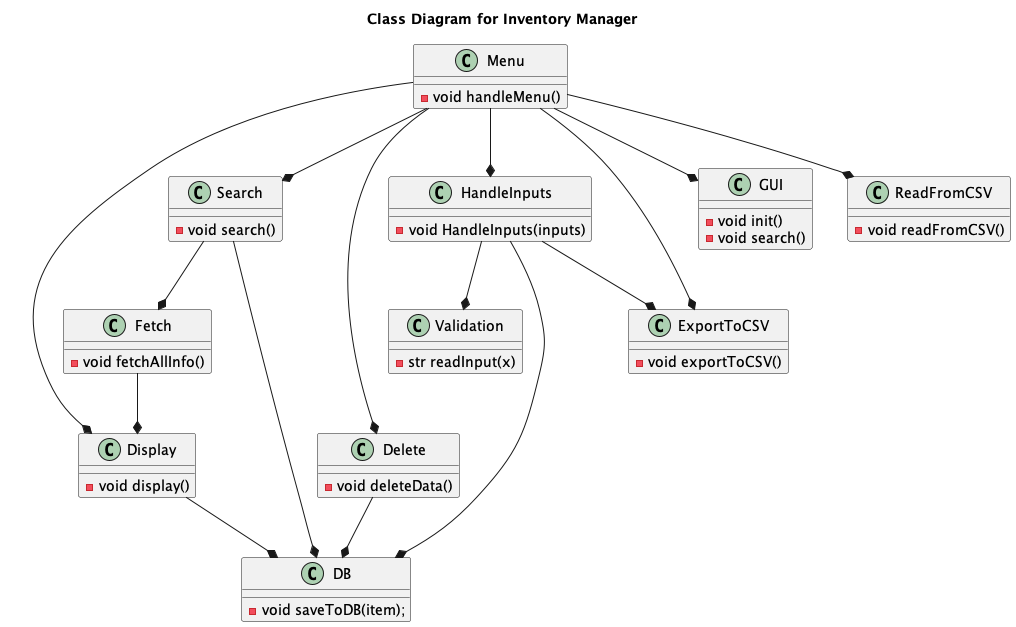 Class Diagram for Inventory Manager
C Menu
void handleMenu()
C Search
void search()
C HandleInputs
void HandleInputs(inputs)
C GUI
void init()
void search()
C ReadFromCSV
void readFromCSV()
C Fetch
void fetchAllInfo()
C Validation
str readInput(x)
C ExportToCSV
void exportToCSV()
C Display
void display()
C Delete
void deleteData()
C DB
void saveToDB(item);